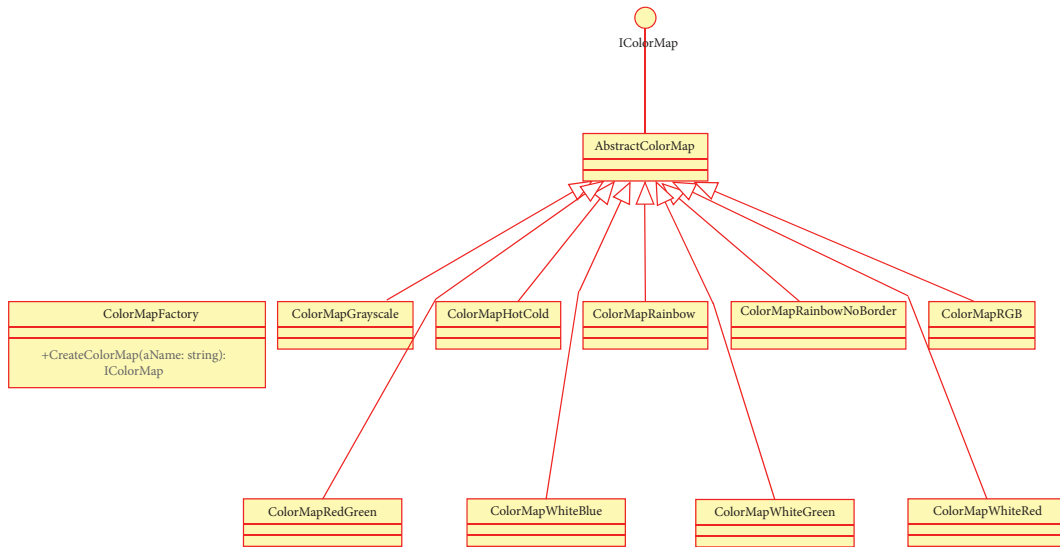 IColorMap
AbstractColorMap
ColorMapFactory
+CreateColorMap(aName: string):
IColorMap
ColorMapGrayscale
ColorMapHotCold
ColorMapRainbow
ColorMapRainbowNoBorder
ColorMapRGB
ColorMapRedGreen
ColorMapWhiteBlue
ColorMapWhiteGreen
ColorMapWhiteRed